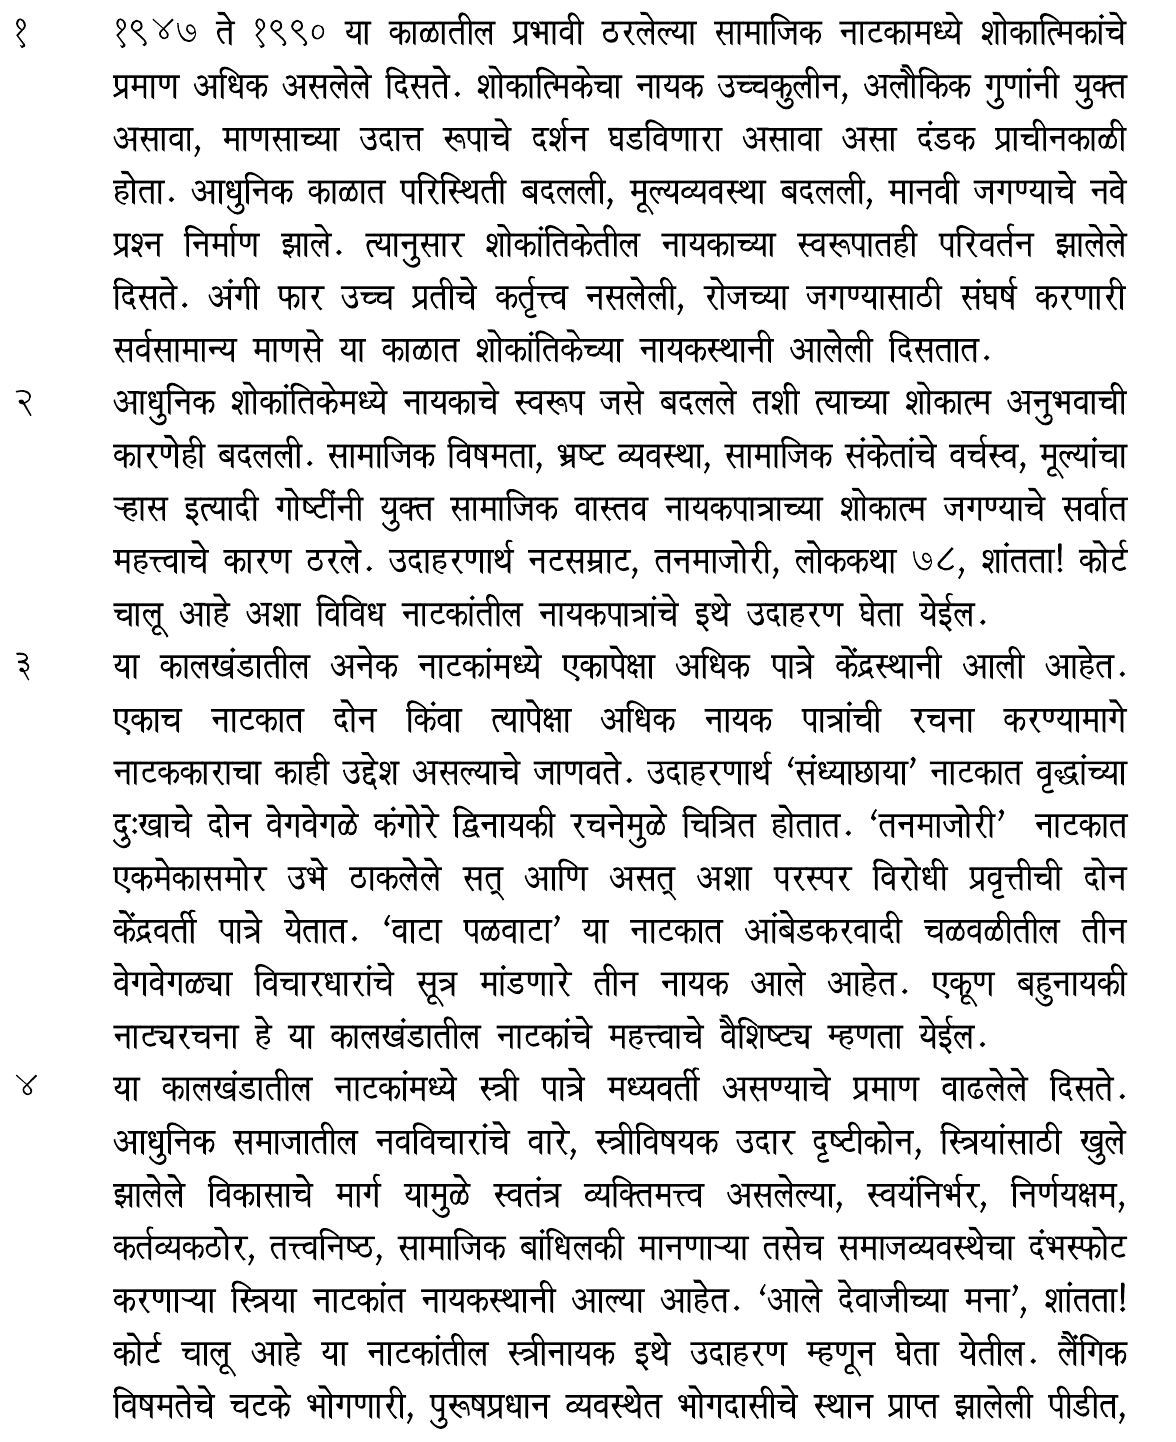 १ १९४७ ते १९९० या काळातील प्रभावी ठरलेल्या सामाजिक नाटकामध्ये शोकात्मिकांचे
प्रमाण अधिक असलेले दिसते. शोकात्मिकेचा नायक उच्चकुलीन, अलौकिक गुणांनी युक्त
असावा, माणसाच्या उदात्त रूपाचे दर्शन घडविणारा असावा असा दंडक प्राचीनकाळी
होता. आधुनिक काळात परिस्थिती बदलली, मूल्यव्यवस्था बदलली, मानवी जगण्याचे नवे
प्रश्न निर्माण झाले. त्यानुसार शोकांतिकेतील नायकाच्या स्वरूपातही परिवर्तन झालेले
दिसते. अंगी फार उच्च प्रतीचे कर्तृत्त्व नसलेली, रोजच्या जगण्यासाठी संघर्ष करणारी
सर्वसामान्य माणसे या काळात शोकांतिकेच्या नायकस्थानी आलेली दिसतात.
२ आधुनिक शोकांतिकेमध्ये नायकाचे स्वरूप जसे बदलले तशी त्याच्या शोकात्म अनुभवाची
कारणेही बदलली. सामाजिक विषमता, भ्रष्ट व्यवस्था, सामाजिक संकेतांचे वर्चस्व, मूल्यांचा
ऱ्हास इत्यादी गोष्टींनी युक्त सामाजिक वास्तव नायकपात्राच्या शोकात्म जगण्याचे सर्वात
महत्त्वाचे कारण ठरले. उदाहरणार्थ नटसम्राट, तनमाजोरी, लोककथा ७८, शांतता! कोर्ट
चालू आहे अशा विविध नाटकांतील नायकपात्रांचे इथे उदाहरण घेता येईल.
३ या कालखंडातील अनेक नाटकांमध्ये एकापेक्षा अधिक पात्रे केंद्रस्थानी आली आहेत.
एकाच नाटकात दोन किंवा त्यापेक्षा अधिक नायक पात्रांची रचना करण्यामागे
नाटककाराचा काही उद्देश असल्याचे जाणवते. उदाहरणार्थ ‘संध्याछाया’ नाटकात वृद्धांच्या
दुःखाचे दोन वेगवेगळे कंगोरे द्विनायकी रचनेमुळे चित्रित होतात. ‘तनमाजोरी’ नाटकात
एकमेकासमोर उभे ठाकलेले सत् आणि असत् अशा परस्पर विरोधी प्रवृत्तीची दोन
केंद्रवर्ती पात्रे येतात. ‘वाटा पळवाटा’ या नाटकात आंबेडकरवादी चळवळीतील तीन
वेगवेगळ्या विचारधारांचे सूत्र मांडणारे तीन नायक आले आहेत. एकूण बहुनायकी
नाट्यरचना हे या कालखंडातील नाटकांचे महत्त्वाचे वैशिष्ट्य म्हणता येईल.
४ या कालखंडातील नाटकांमध्ये स्त्री पात्रे मध्यवर्ती असण्याचे प्रमाण वाढलेले दिसते.
आधुनिक समाजातील नवविचारांचे वारे, स्त्रीविषयक उदार दृष्टीकोन, स्त्रियांसाठी खुले
झालेले विकासाचे मार्ग यामुळे स्वतंत्र व्यक्तिमत्त्व असलेल्या, स्वयंनिर्भर, निर्णयक्षम,
कर्तव्यकठोर, तत्त्वनिष्ठ, सामाजिक बांधिलकी मानणाऱ्या तसेच समाजव्यवस्थेचा दंभस्फोट
करणाऱ्या स्त्रिया नाटकांत नायकस्थानी आल्या आहेत. ‘आले देवाजीच्या मना’, शांतता!
कोर्ट चालू आहे या नाटकांतील स्त्रीनायक इथे उदाहरण म्हणून घेता येतील. लैंगिक
विषमतेचे चटके भोगणारी, पुरूषप्रधान व्यवस्थेत भोगदासीचे स्थान प्राप्त झालेली पीडीत,